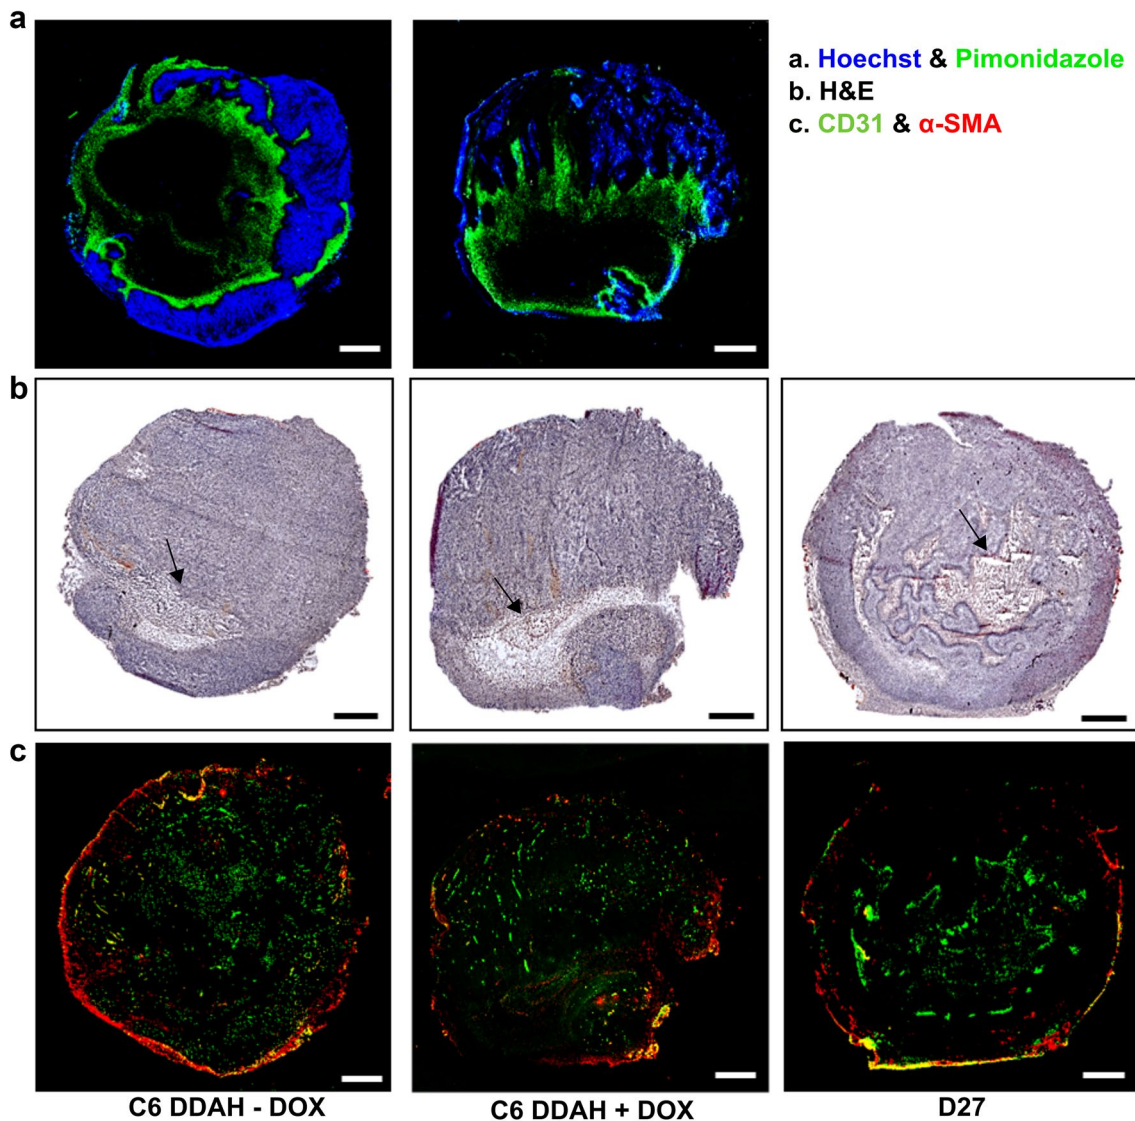 a
a. Hoechst & Pimonidazole
b. H&E
c. CD31 & α-SMA
b
c
C6 DDAH - DOX
C6 DDAH + DOX
D27